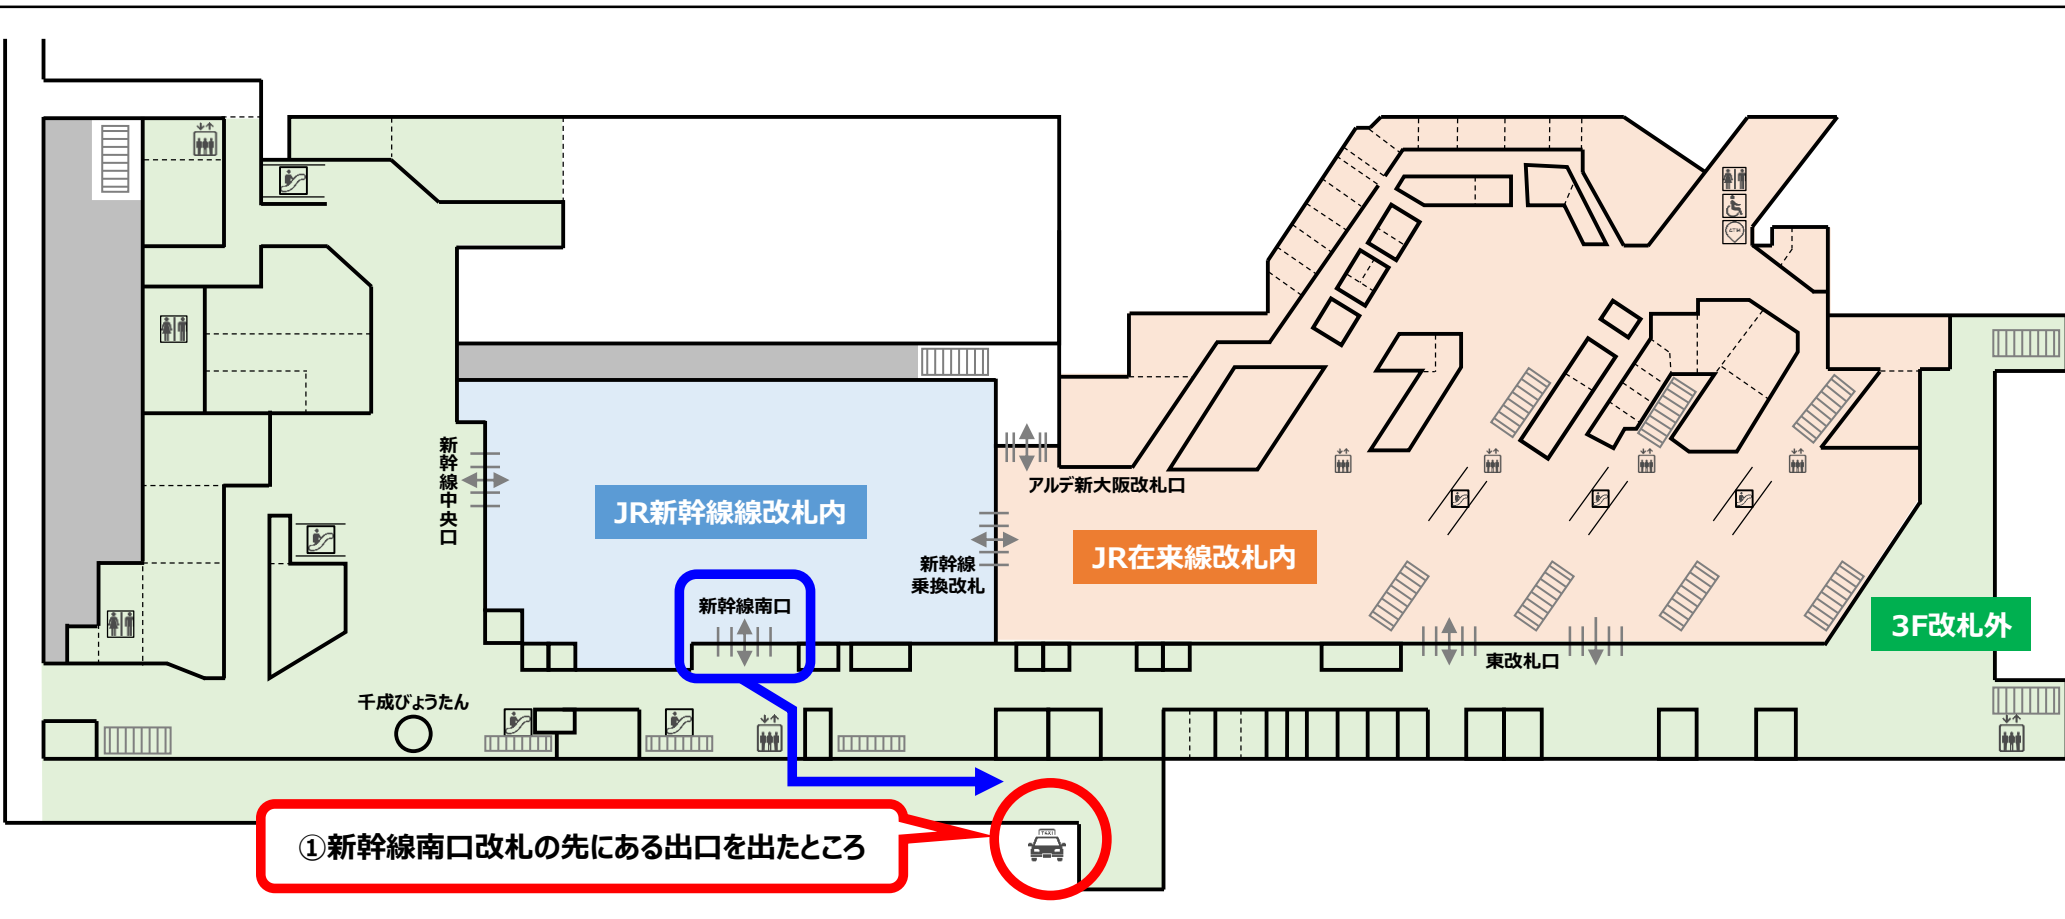 新幹線中央口
JR新幹線線改札内
アルデ新大阪改札口
新幹線
乗換改札
JR在来線改札内
新幹線南口
3F改札外
東改札口
千成びょうたん
①新幹線南口改札の先にある出口を出たところ
TAXI